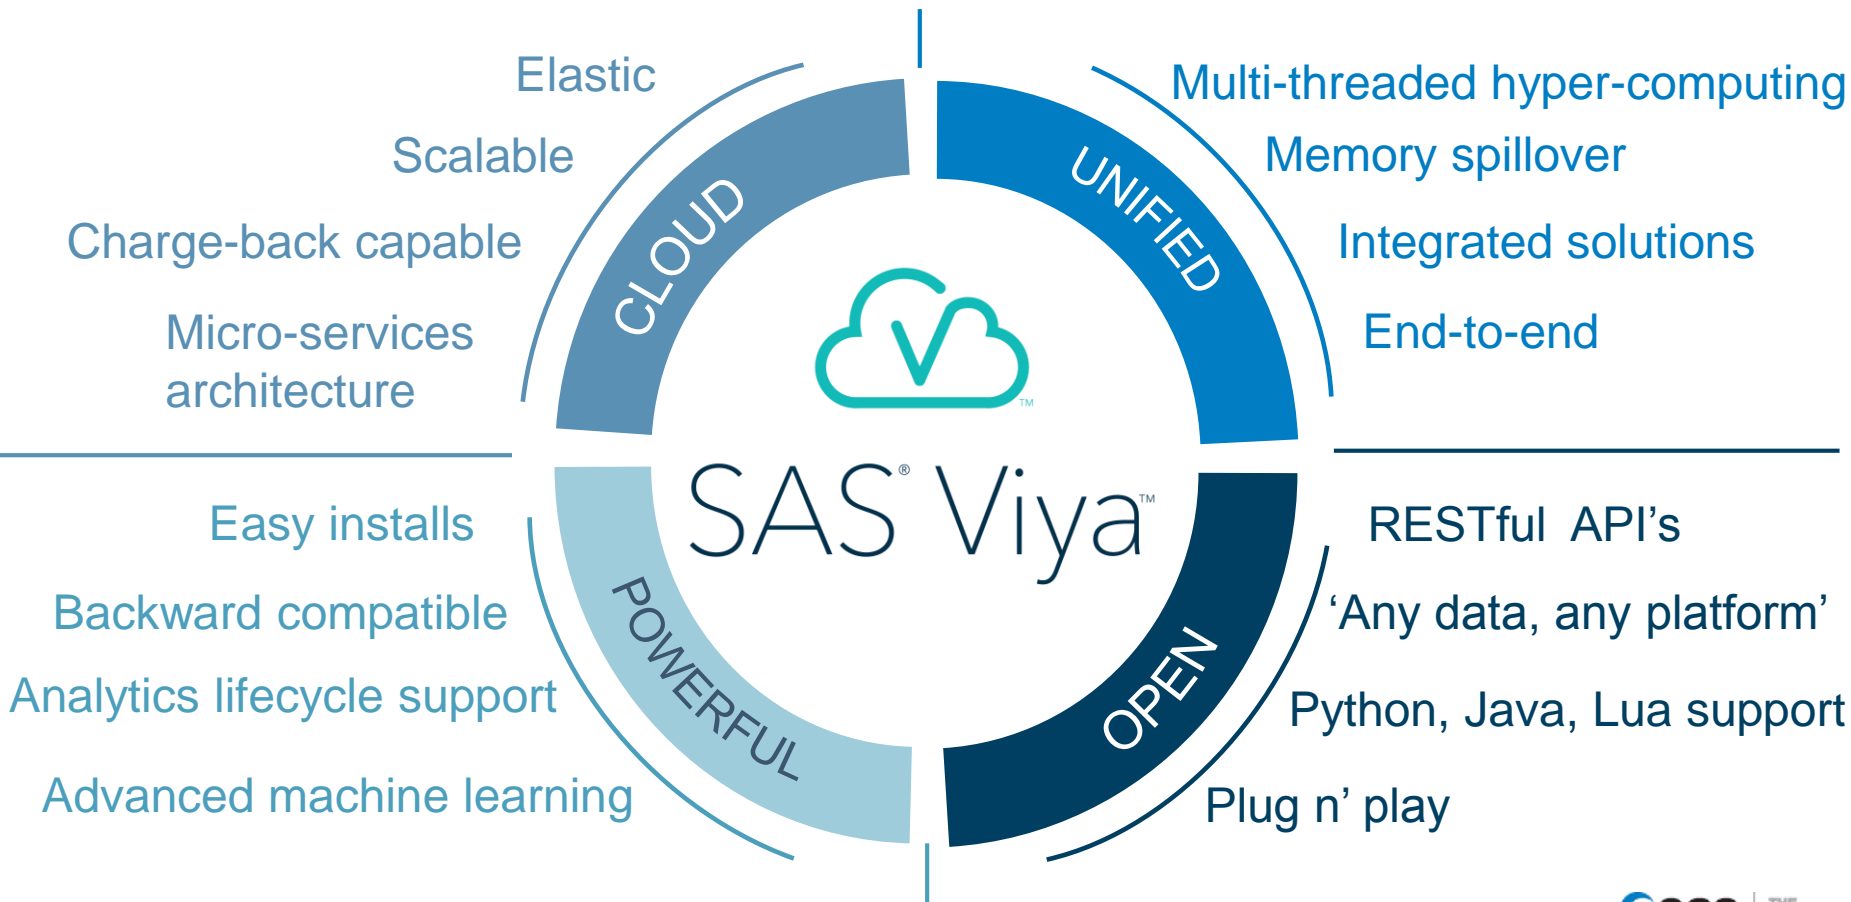 Elastic
Scalable
Charge-back capable
Micro-services
architecture
CLOUD
Multi-threaded hyper-computing
Memory spillover
Integrated solutions
End-to-end
UNIFIED
™
SAS® Viya™
Easy installs
Backward compatible
Analytics lifecycle support
Advanced machine learning
POWERFUL
RESTful  API’s
‘Any data, any platform’
Python, Java, Lua support
Plug n’ play
OPEN